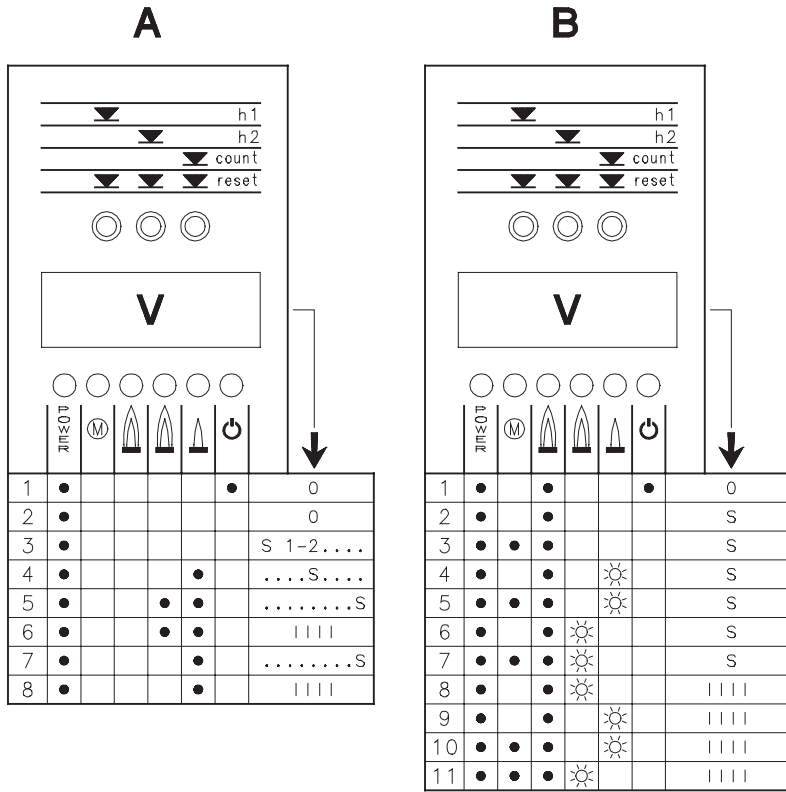 A
h1
h2
count
reset
V
POWER
M
1 0
2 0
3 S 1-2....
4 ....S....
5 ........S
6 IIII
7 ........S
8 IIII
B
h1
h2
count
reset
V
POWER
M
1 0
2 S
3 S
4 S
5 S
6 S
7 S
8 IIII
9 IIII
10 IIII
11 IIII